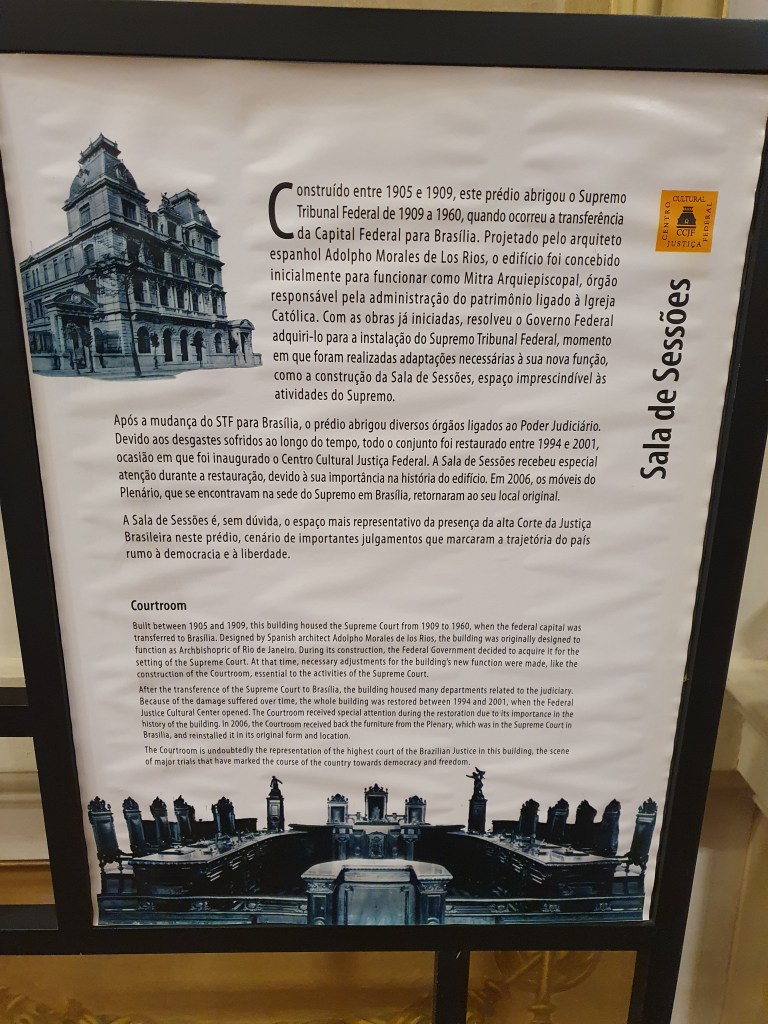 Construído entre 1905 e 1909, este prédio abrigou o Supremo
Tribunal Federal de 1909 a 1960, quando ocorreu a transferência
da Capital Federal para Brasília. Projetado pelo arquiteto
espanhol Adolpho Morales de Los Rios, o edifício foi concebido
inicialmente para funcionar como Mitra Arquiepiscopal, órgão
responsável pela administração do patrimônio ligado à Igreja
Católica. Com as obras já iniciadas, resolveu o Governo Federal
adquiri-lo para a instalação do Supremo Tribunal Federal, momento
em que foram realizadas adaptações necessárias à sua nova função,
como a construção da Sala de Sessões, espaço imprescindível às
atividades do Supremo.
Após a mudança do STF para Brasília, o prédio abrigou diversos órgãos ligados ao Poder Judiciário.
Devido aos desgastes sofridos ao longo do tempo, todo o conjunto foi restaurado entre 1994 e 2001,
ocasião em que foi inaugurado o Centro Cultural Justiça Federal. A Sala de Sessões recebeu especial
atenção durante a restauração, devido à sua importância na história do edifício. Em 2006, os móveis do
Plenário, que se encontravam na sede do Supremo em Brasília, retornaram ao seu local original.
A Sala de Sessões é, sem dúvida, o espaço mais representativo da presença da alta Corte da Justiça
Brasileira neste prédio, cenário de importantes julgamentos que marcaram a trajetória do país
rumo à democracia e à liberdade.
CENTRO
CULTURAL
CCJF
JUSTIÇA
FEDERAL
Sala de Sessões
Courtroom
Built between 1905 and 1909, this building housed the Supreme Court from 1909 to 1960, when the federal capital was
transferred to Brasília. Designed by Spanish architect Adolpho Morales de los Rios, the building was originally designed to
function as Archbishopric of Rio de Janeiro. During its construction, the Federal Government decided to acquire it for the
setting of the Supreme Court. At that time, necessary adjustments for the building's new function were made, like the
construction of the Courtroom, essential to the activities of the Supreme Court.
After the transference of the Supreme Court to Brasília, the building housed many departments related to the judiciary.
Because of the damage suffered over time, the whole building was restored between 1994 and 2001, when the Federal
Justice Cultural Center opened. The Courtroom received special attention during the restoration due to its importance in the
history of the building. In 2006, the Courtroom received back the furniture from the Plenary, which was in the Supreme Court in
Brasília, and reinstalled it in its original form and location.
The Courtroom is undoubtedly the representation of the highest court of the Brazilian Justice in this building, the scene
of major trials that have marked the course of the country towards democracy and freedom.